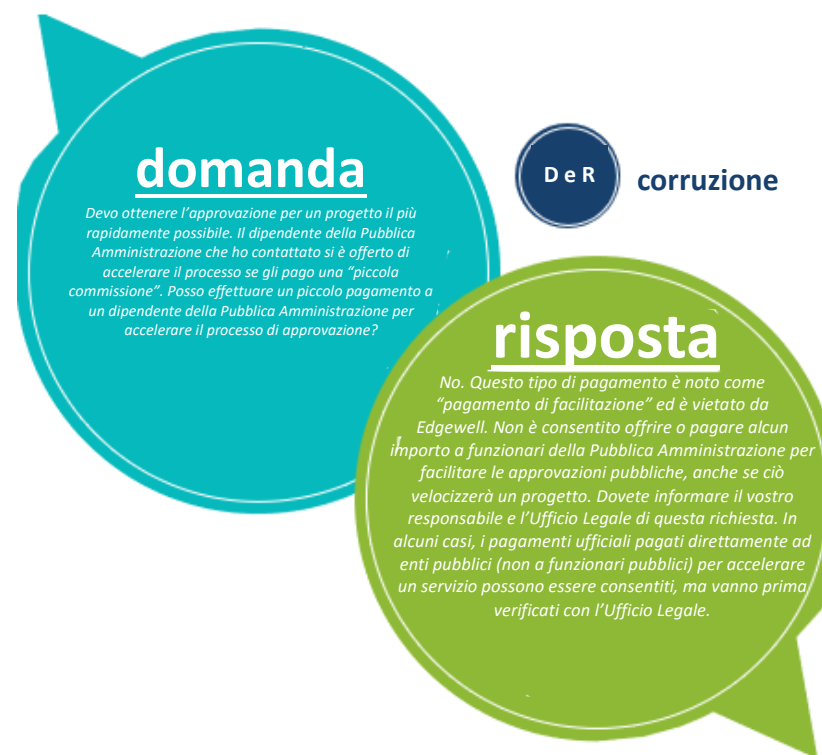 D e R
corruzione
domanda
Devo ottenere l’approvazione per un progetto il più
rapidamente possibile. Il dipendente della Pubblica
Amministrazione che ho contattato si è offerto di
accelerare il processo se gli pago una “piccola
commissione”. Posso effettuare un piccolo pagamento a
un dipendente della Pubblica Amministrazione per
accelerare il processo di approvazione?
risposta
No. Questo tipo di pagamento è noto come
“pagamento di facilitazione” ed è vietato da
Edgewell. Non è consentito offrire o pagare alcun
importo a funzionari della Pubblica Amministrazione per
facilitare le approvazioni pubbliche, anche se ciò
velocizzerà un progetto. Dovete informare il vostro
responsabile e l’Ufficio Legale di questa richiesta. In
alcuni casi, i pagamenti ufficiali pagati direttamente ad
enti pubblici (non a funzionari pubblici) per accelerare
un servizio possono essere consentiti, ma vanno prima
verificati con l’Ufficio Legale.